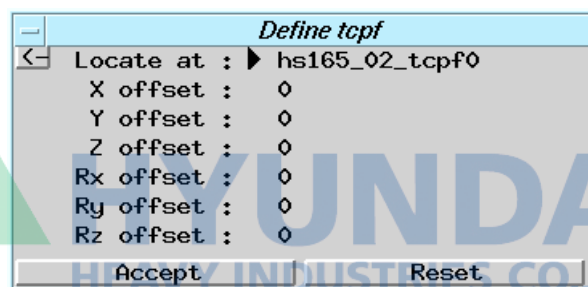 Define tcpf
Locate at : hs165_02_tcpf0
X offset : 0
Y offset : 0
Z offset : 0
Rx offset : 0
Ry offset : 0
Rz offset : 0
Accept Reset
HYUNDA
HEAVY INDUSTRIES CO